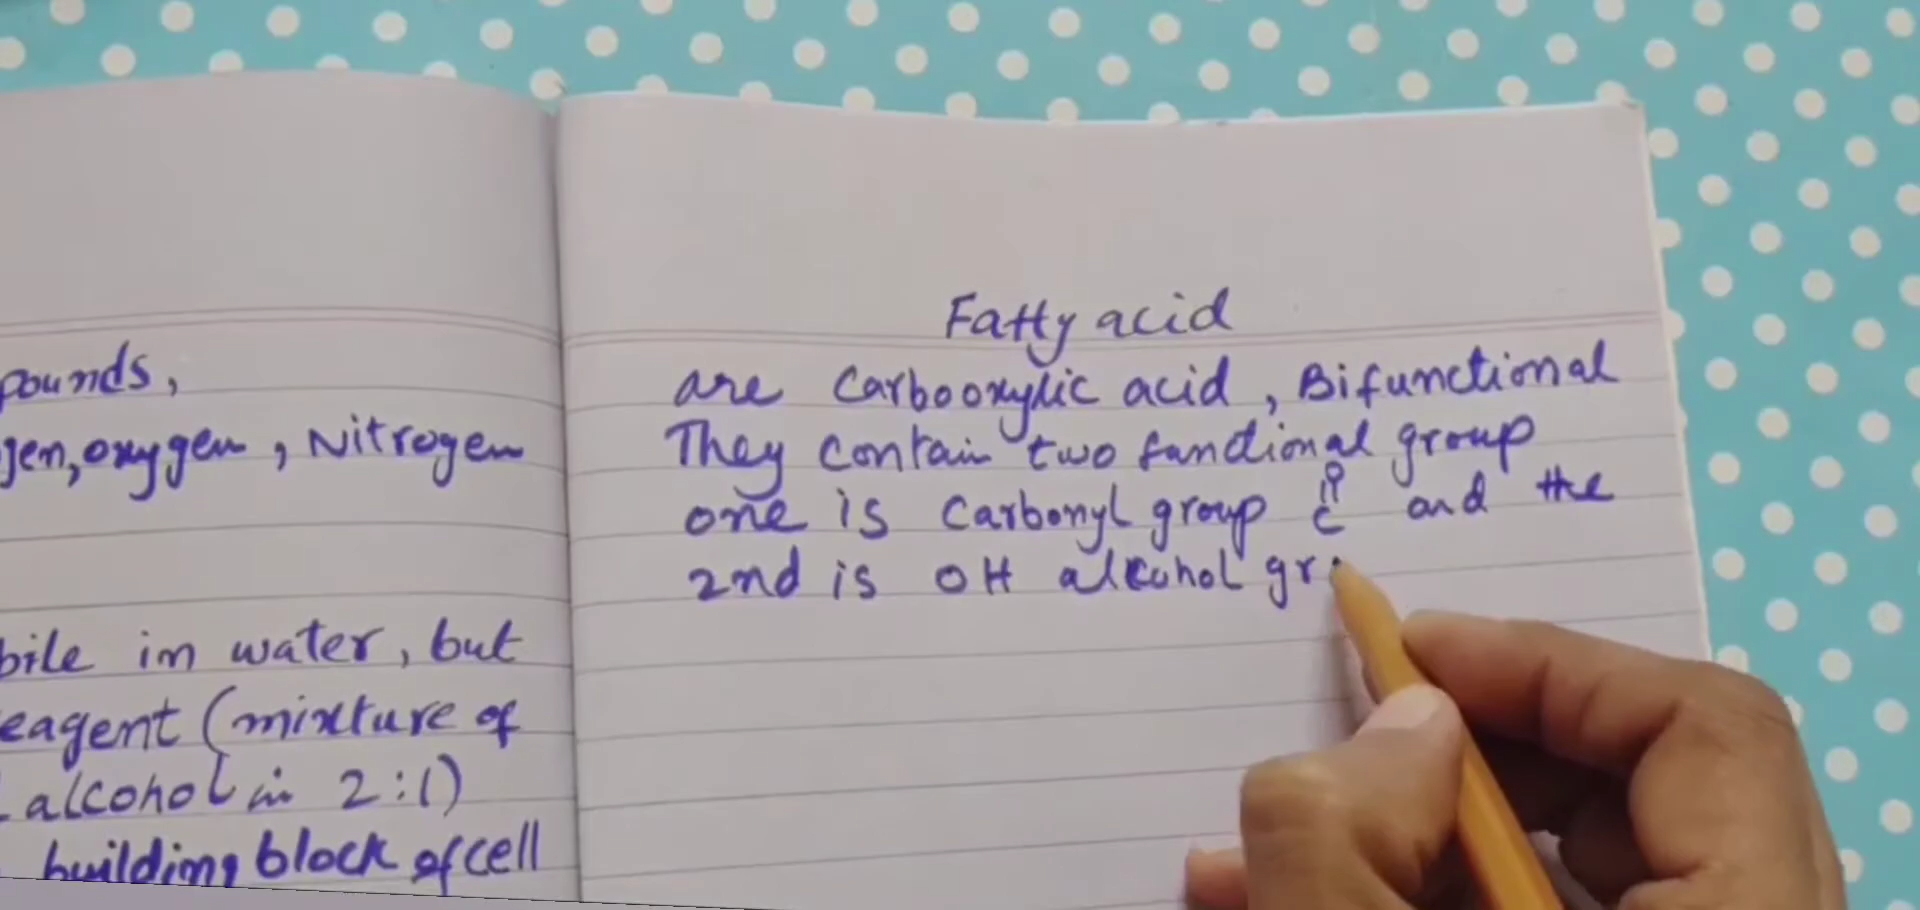 pounds,
gen, oxygen, Nitrogen
bile in water, but
eagent (mixture of
alcohol in 2:1)
building block of cell
Fatty acid
are Carbooxylic acid, Bifunctional
They contain two fanctional group
one is Carbonyl group O
C and the
2nd is OH alcohol gr